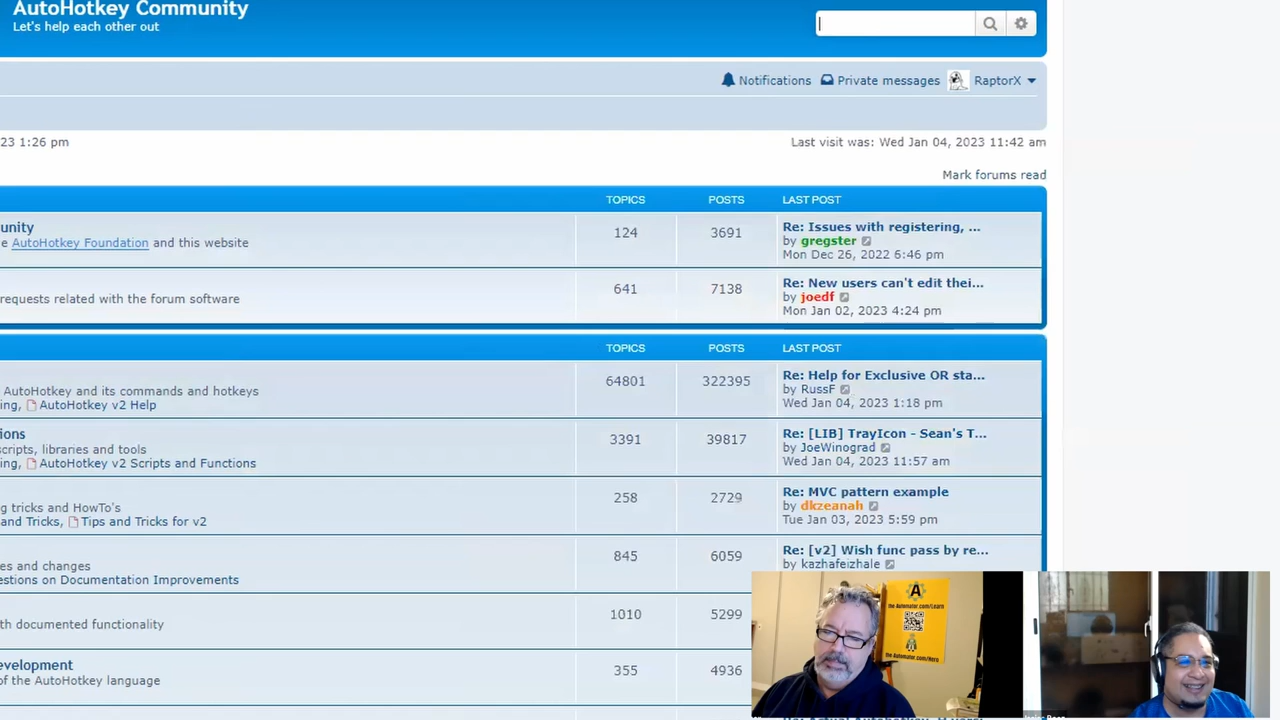 AutoHotkey Community
Let's help each other out
Notifications Private messages RaptorX
23 1:26 pm
Last visit was: Wed Jan 04, 2023 11:42 am
Mark forums read
TOPICS POSTS LAST POST
unity
e AutoHotkey Foundation and this website
124
3691
Re: Issues with registering, ...
by gregster
Mon Dec 26, 2022 6:46 pm
requests related with the forum software
641
7138
Re: New users can't edit thei...
by joedf
Mon Jan 02, 2023 4:24 pm
TOPICS POSTS LAST POST
AutoHotkey and its commands and hotkeys
ing, AutoHotkey v2 Help
64801
322395
Re: Help for Exclusive OR sta...
by RussF
Wed Jan 04, 2023 1:18 pm
ions
scripts, libraries and tools
ing, AutoHotkey v2 Scripts and Functions
3391
39817
Re: [LIB] TrayIcon - Sean's T...
by JoeWinograd
Wed Jan 04, 2023 11:57 am
g tricks and HowTo's
and Tricks, Tips and Tricks for v2
258
2729
Re: MVC pattern example
by dkzeanah
Tue Jan 03, 2023 5:59 pm
es and changes
estions on Documentation Improvements
845
6059
Re: [v2] Wish func pass by re...
by kazhafeizhale
th documented functionality
1010
5299
evelopment
of the AutoHotkey language
355
4936
A
the Automator.com/Learn
the Automator.com/Hero